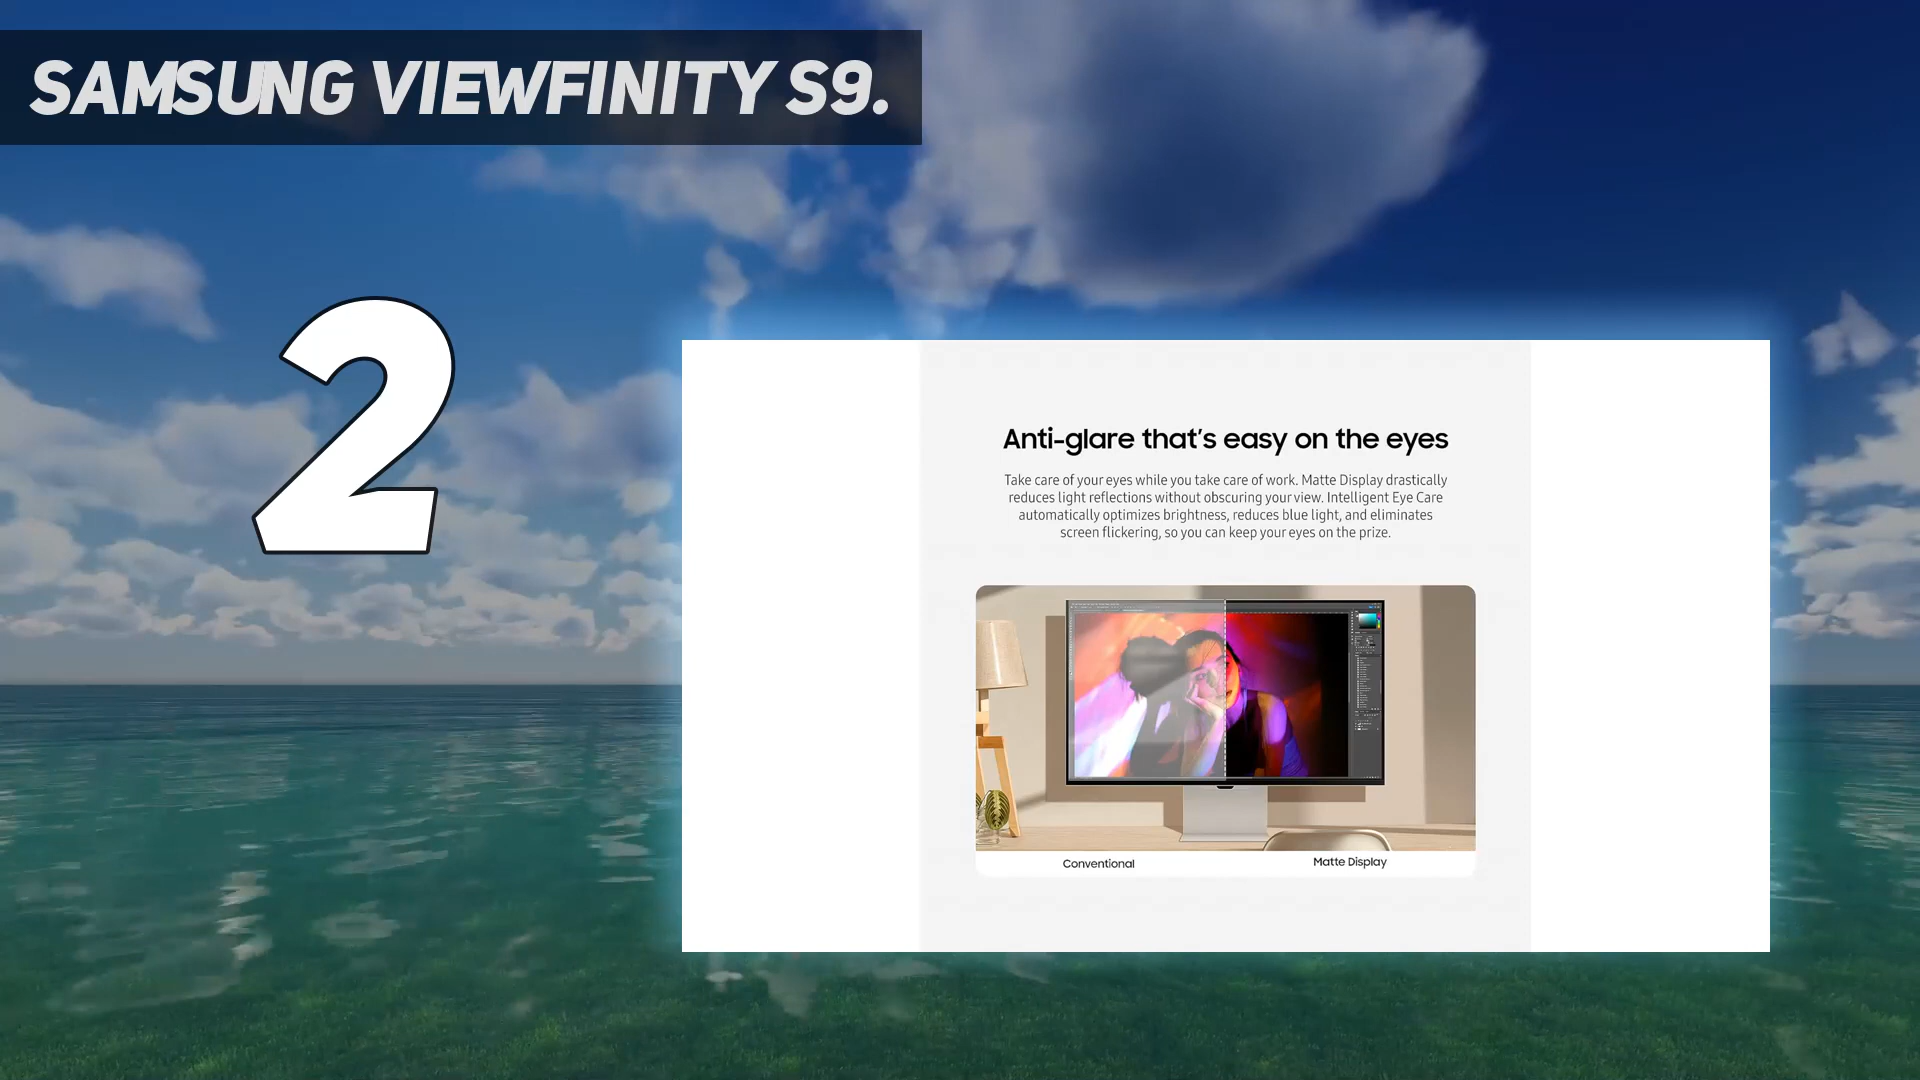 SAMSUNG VIEWFINITY S9.
2
Anti-glare that's easy on the eyes
Take care of your eyes while you take care of work. Matte Display drastically
reduces light reflections without obscuring your view. Intelligent Eye Care
automatically optimizes brightness, reduces blue light, and eliminates
screen flickering, so you can keep your eyes on the prize.
Conventional
Matte Display